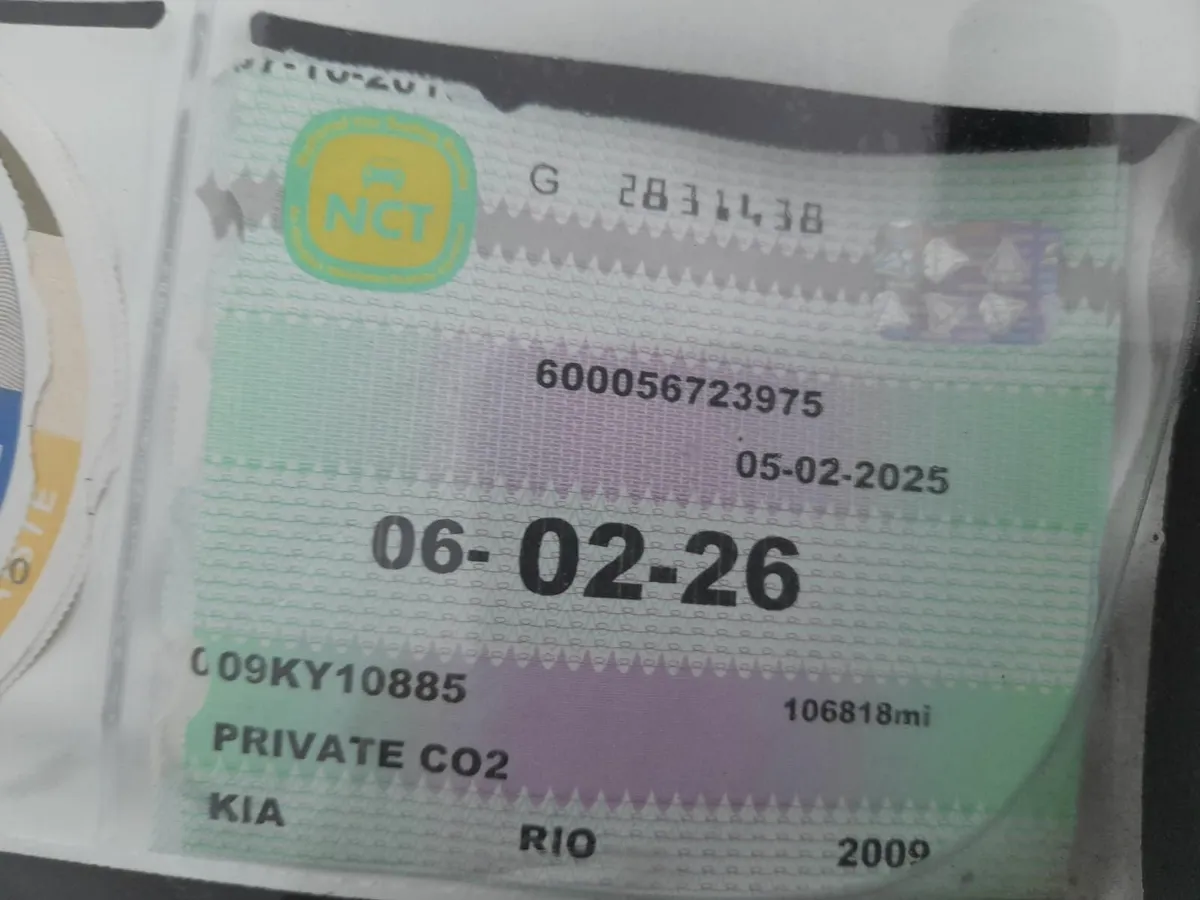 NCT
G 2831438
600056723975
05-02-2025
06-02-26
09KY10885
106818mi
PRIVATE CO2
KIA
RIO
2009